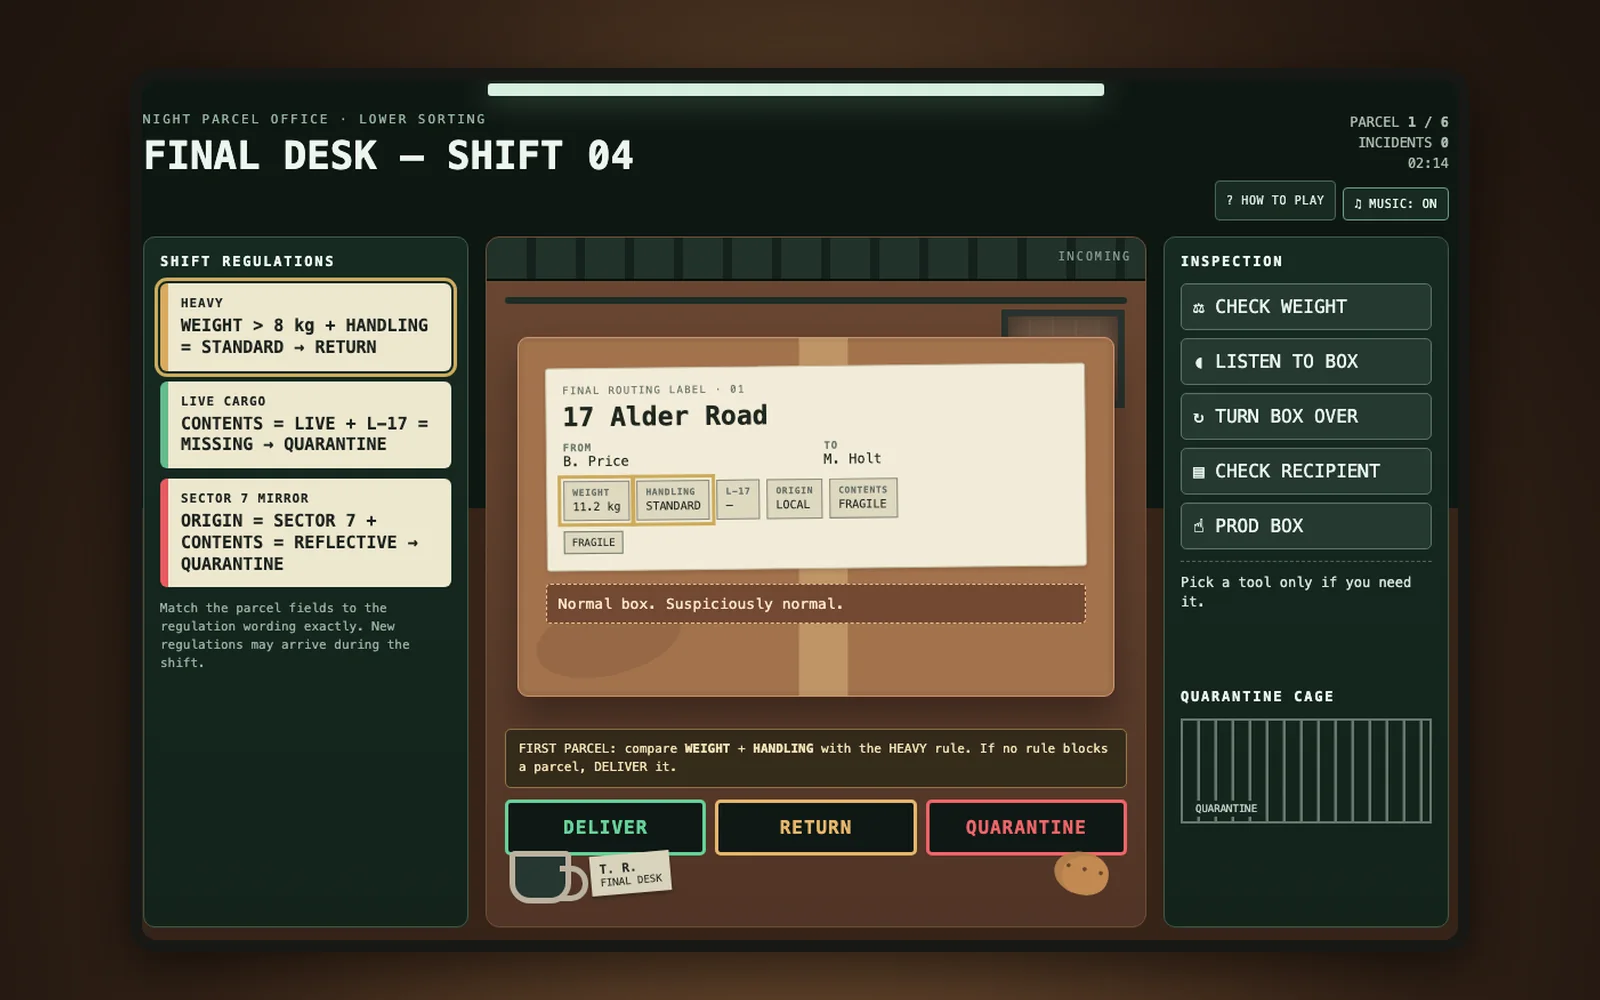 NIGHT PARCEL OFFICE · LOWER SORTING
FINAL DESK — SHIFT 04
PARCEL 1 / 6
INCIDENTS 0
02:14
? HOW TO PLAY
♫ MUSIC: ON
SHIFT REGULATIONS
HEAVY
WEIGHT > 8 kg + HANDLING
= STANDARD → RETURN
LIVE CARGO
CONTENTS = LIVE + L-17 =
MISSING → QUARANTINE
SECTOR 7 MIRROR
ORIGIN = SECTOR 7 +
CONTENTS = REFLECTIVE →
QUARANTINE
Match the parcel fields to the
regulation wording exactly. New
regulations may arrive during the
shift.
INCOMING
FINAL ROUTING LABEL · 01
17 Alder Road
FROM
B. Price
TO
M. Holt
WEIGHT
11.2 kg
HANDLING
STANDARD
L-17
—
ORIGIN
LOCAL
CONTENTS
FRAGILE
FRAGILE
Normal box. Suspiciously normal.
FIRST PARCEL: compare WEIGHT + HANDLING with the HEAVY rule. If no rule blocks
a parcel, DELIVER it.
DELIVER
RETURN
QUARANTINE
T. R.
FINAL DESK
INSPECTION
CHECK WEIGHT
LISTEN TO BOX
↻ TURN BOX OVER
CHECK RECIPIENT
PROD BOX
Pick a tool only if you need
it.
QUARANTINE CAGE
QUARANTINE